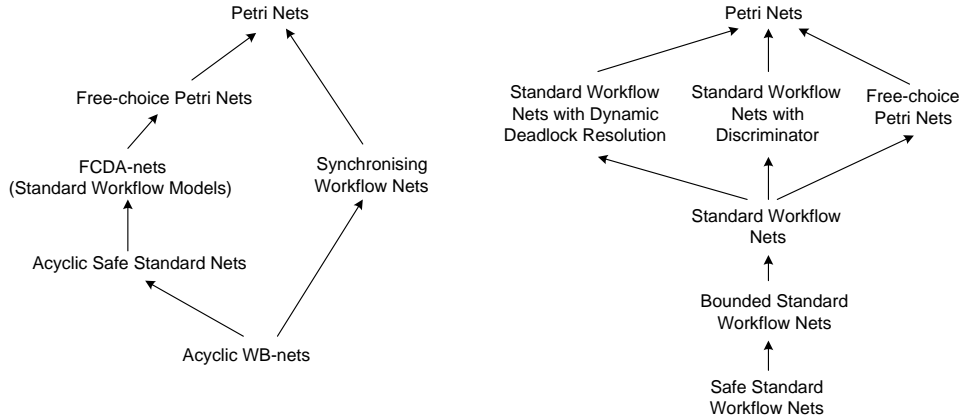 Petri Nets
Free-choice Petri Nets
FCDA-nets
(Standard Workflow Models)
Synchronising
Workflow Nets
Acyclic Safe Standard Nets
Acyclic WB-nets
Petri Nets
Standard Workflow
Nets with Dynamic
Deadlock Resolution
Standard Workflow
Nets with
Discriminator
Free-choice
Petri Nets
Standard Workflow
Nets
Bounded Standard
Workflow Nets
Safe Standard
Workflow Nets